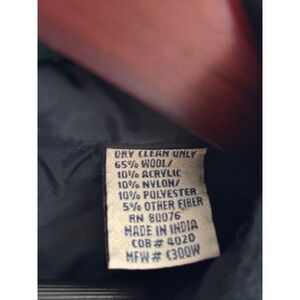 DRY CLEAN ONLY
65% WOOL/
10% ACRYLIC
10% NYLON/
10% POLYESTER
5% OTHER FIBER
RN 80076
MADE IN INDIA
COB # 4020
MFW # C300W